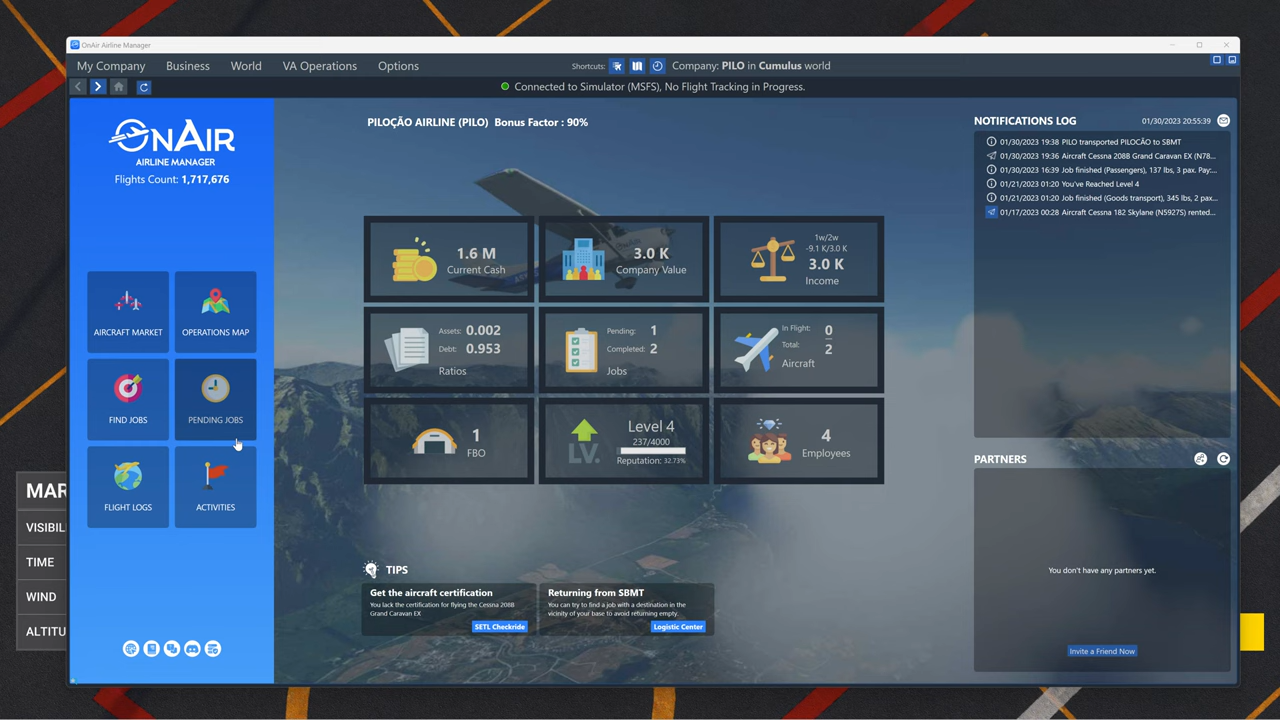 OnAir Airline Manager
My Company Business World VA Operations Options
Shortcuts: Company: PILO in Cumulus world
Connected to Simulator (MSFS), No Flight Tracking in Progress.
ONAIR
AIRLINE MANAGER
Flights Count: 1,717,676
AIRCRAFT MARKET
OPERATIONS MAP
FIND JOBS
PENDING JOBS
FLIGHT LOGS
ACTIVITIES
PILOÇÃO AIRLINE (PILO) Bonus Factor : 90%
1.6 M
Current Cash
3.0 K
Company Value
1w/2w
-9.1 K/3.0 K
3.0 K
Income
Assets: 0.002
Debt: 0.953
Ratios
Pending: 1
Completed: 2
Jobs
In Flight: 0
Total: 2
Aircraft
1
FBO
LV.
Level 4
237/4000
Reputation: 32.73%
4
Employees
TIPS
Get the aircraft certification
You lack the certification for flying the Cessna 208B
Grand Caravan EX
SETL Checkride
Returning from SBMT
You can try to find a job with a destination in the
vicinity of your base to avoid returning empty.
Logistic Center
NOTIFICATIONS LOG 01/30/2023 20:55:39
01/30/2023 19:38 PILO transported PILOCÃO to SBMT
01/30/2023 19:36 Aircraft Cessna 208B Grand Caravan EX (N78...
01/30/2023 16:39 Job finished (Passengers), 137 lbs, 3 pax. Pay:...
01/21/2023 01:20 You've Reached Level 4
01/21/2023 01:20 Job finished (Goods transport), 345 lbs, 2 pax...
01/17/2023 00:28 Aircraft Cessna 182 Skylane (N5927S) rented...
PARTNERS
You don't have any partners yet.
Invite a Friend Now
MAR
VISIBIL
TIME
WIND
ALTITU